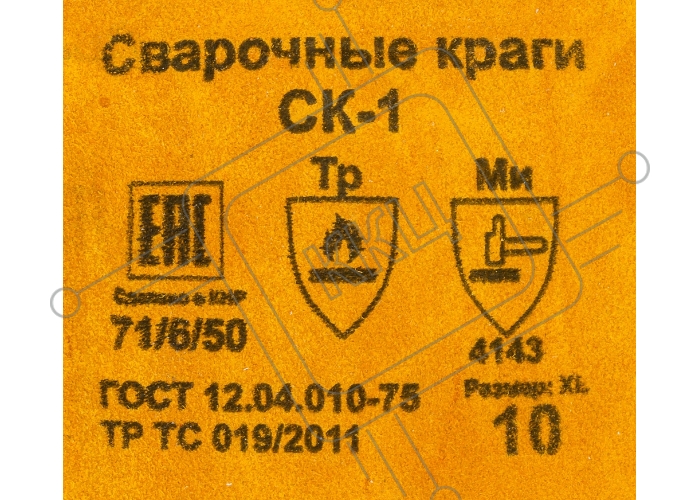 Сварочные краги
СК-1
Тр Ми
ЕАС
Сделано в КНР
71/6/50
4143
Размер: XL
10
ГОСТ 12.04.010-75
ТР ТС 019/2011